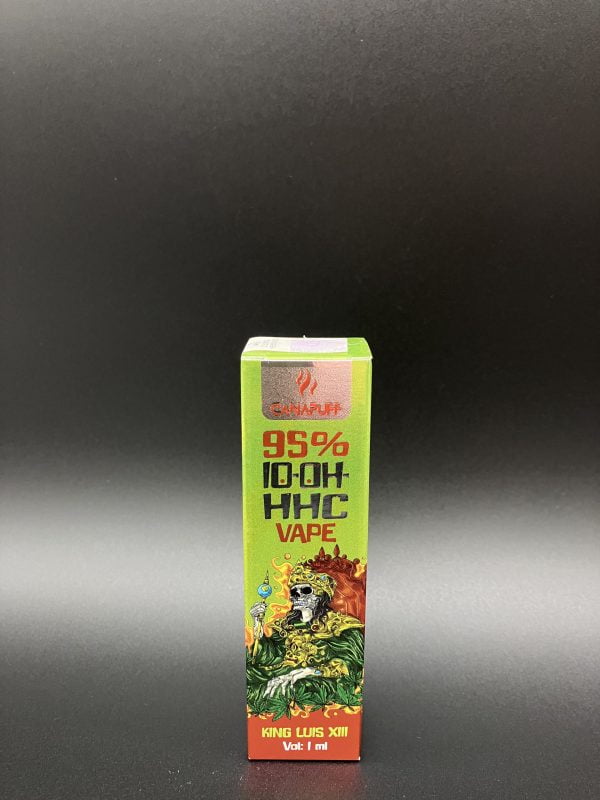 CANAPUFF
95%
10-OH-
HHC
VAPE
KING LUIS XIII
Vol: 1 ml